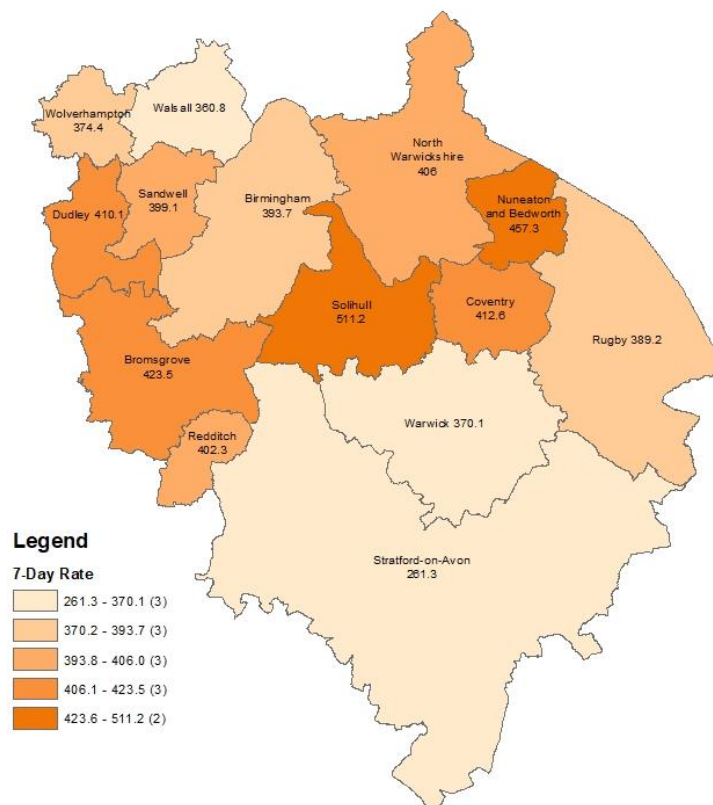 Wolverhampton
374.4
Walsall 360.8
North
Warwickshire
406
Dudley 410.1
Sandwell
399.1
Birmingham
393.7
Nuneaton
and Bedworth
457.3
Solihull
511.2
Coventry
412.6
Rugby 389.2
Bromsgrove
423.5
Redditch
402.3
Warwick 370.1
Stratford-on-Avon
261.3
Legend
7-Day Rate
261.3 - 370.1 (3)
370.2 - 393.7 (3)
393.8 - 406.0 (3)
406.1 - 423.5 (3)
423.6 - 511.2 (2)